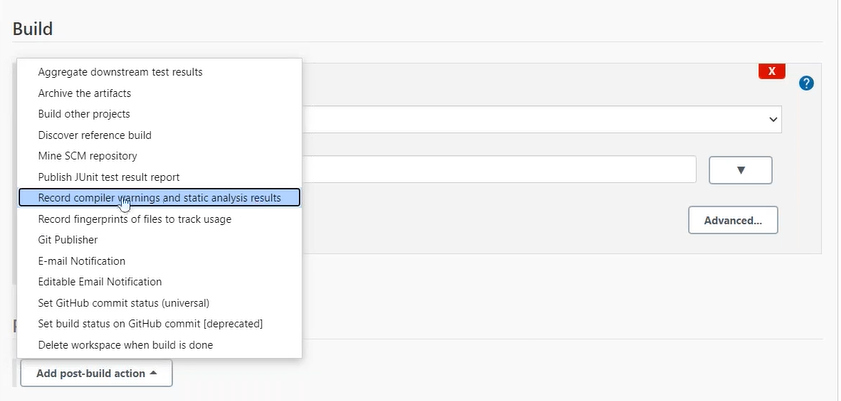 Build
Aggregate downstream test results
Archive the artifacts
Build other projects
Discover reference build
Mine SCM repository
Publish JUnit test result report
Record compiler warnings and static analysis results
Record fingerprints of files to track usage
Git Publisher
E-mail Notification
Editable Email Notification
Set GitHub commit status (universal)
Set build status on GitHub commit [deprecated]
Delete workspace when build is done
X
?
Advanced...
Add post-build action